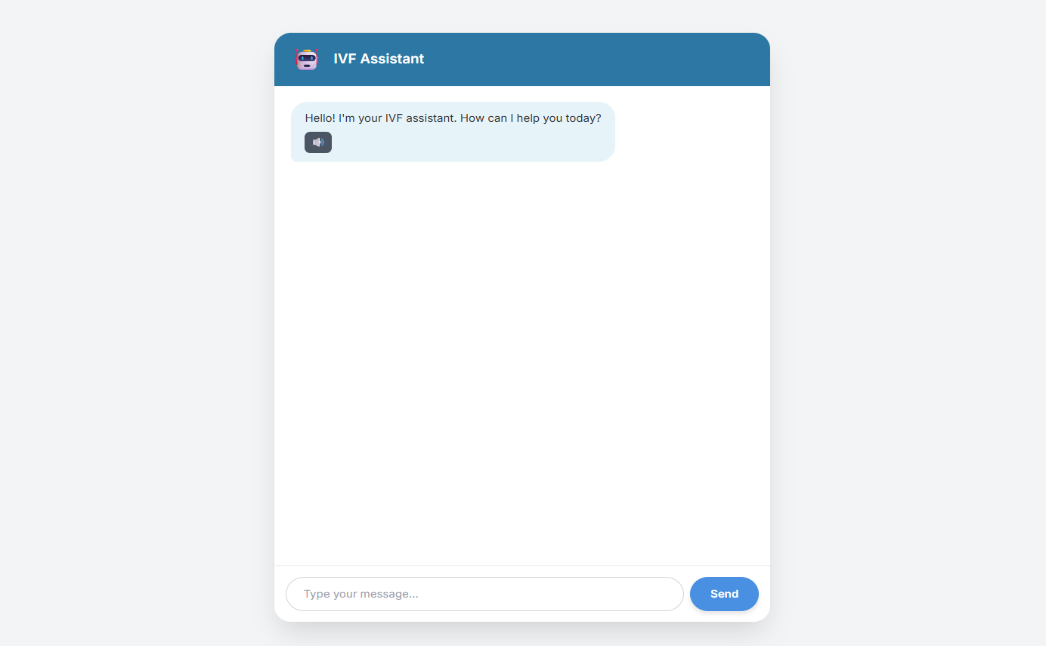 IVF Assistant
Hello! I'm your IVF assistant. How can I help you today?
Type your message...
Send